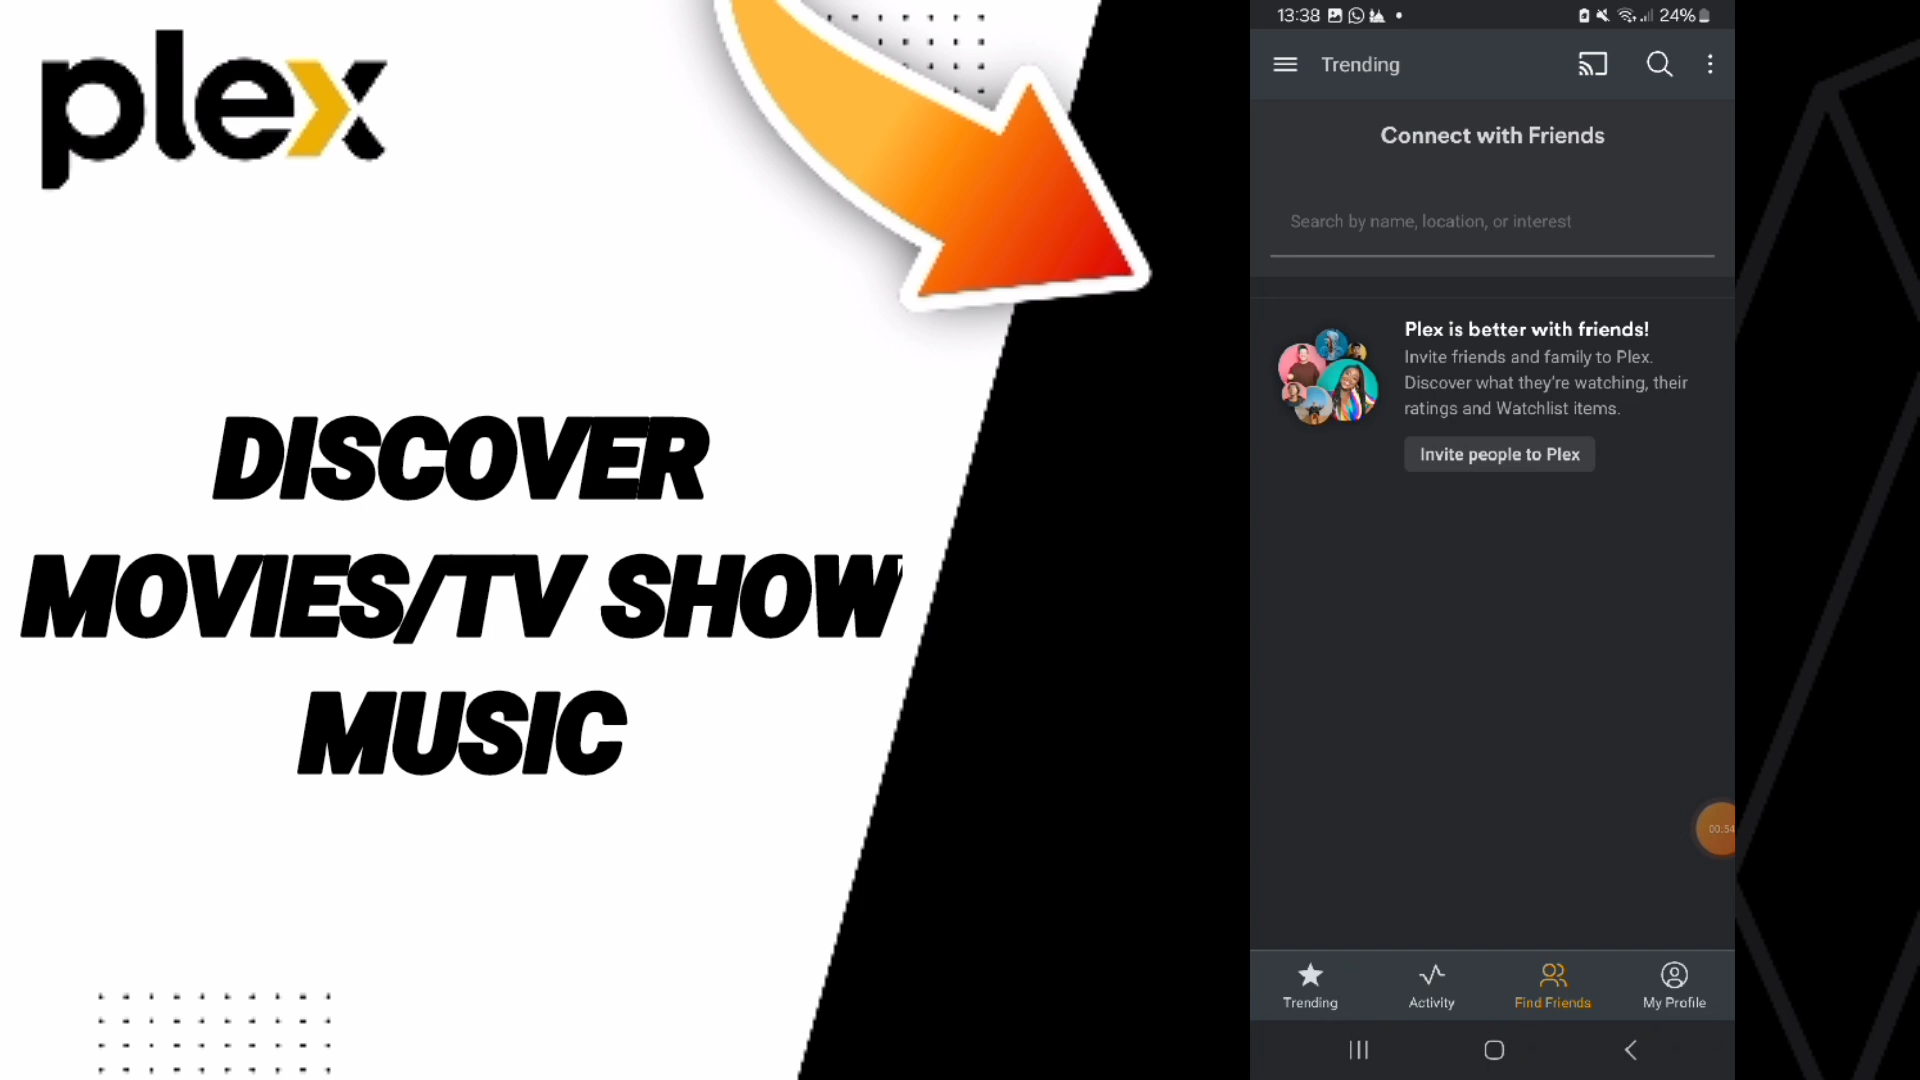 plex
DISCOVER
MOVIES/TV SHOW
MUSIC
13:38
24%
Trending
Connect with Friends
Search by name, location, or interest
Plex is better with friends!
Invite friends and family to Plex.
Discover what they're watching, their
ratings and Watchlist items.
Invite people to Plex
00:54
Trending
Activity
Find Friends
My Profile